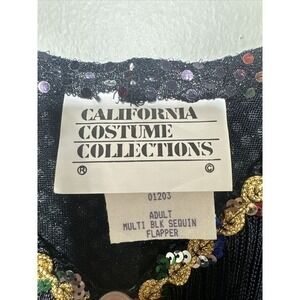 CALIFORNIA
COSTUME
COLLECTIONS
® ©
01203
ADULT
MULTI BLK SEQUIN
FLAPPER